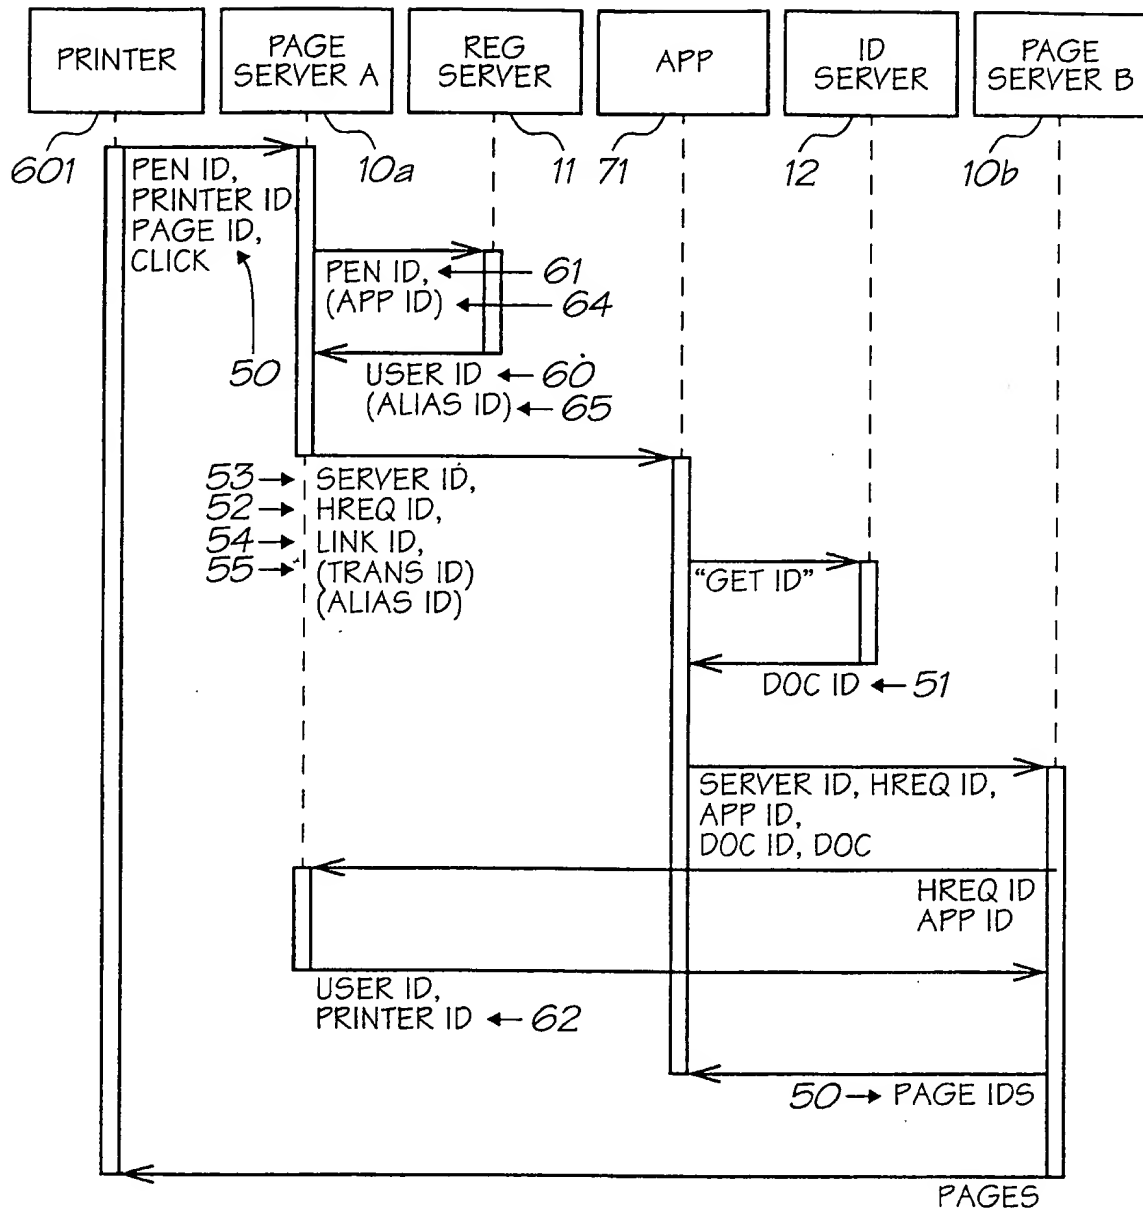 PRINTER
PAGE
SERVER A
REG
SERVER
APP
ID
SERVER
PAGE
SERVER B
601
10a
11
71
12
10b
PEN ID,
PRINTER ID
PAGE ID,
CLICK
50
PEN ID,
61
(APP ID)
64
USER ID
60
(ALIAS ID)
65
53
SERVER ID,
52
HREQ ID,
54
LINK ID,
55
(TRANS ID)
(ALIAS ID)
"GET ID"
DOC ID
51
SERVER ID, HREQ ID,
APP ID,
DOC ID, DOC
HREQ ID
APP ID
USER ID,
PRINTER ID
62
50
PAGE IDS
PAGES